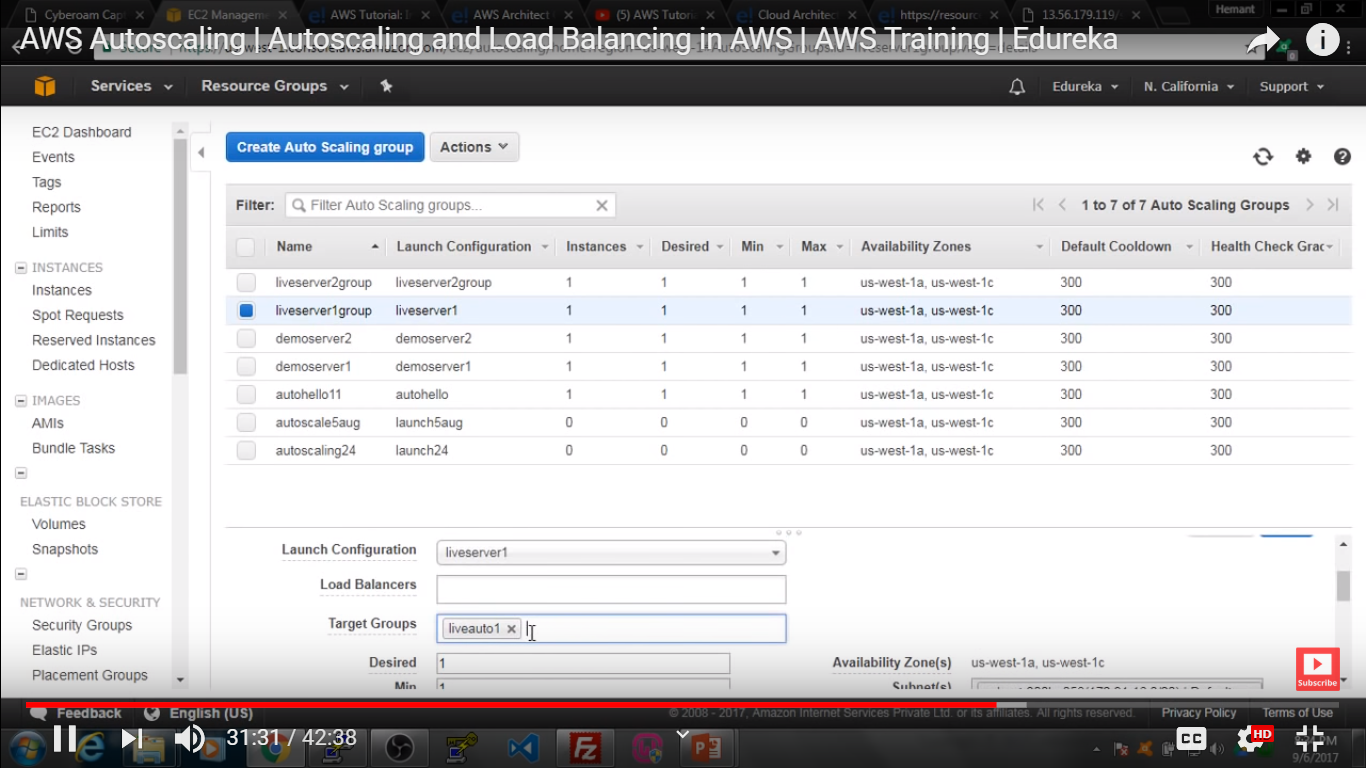 Cyberoam Cap
EC2 Managem
AWS Tutorial: I
AWS Architect
(5) AWS Tutor
Cloud Architec
https://resourc
13.56.179.119/
Hemant
AWS Autoscaling | Autoscaling and Load Balancing in AWS | AWS Training | Edureka
Services
Resource Groups
Edureka
N. California
Support
EC2 Dashboard
Events
Tags
Reports
Limits
INSTANCES
Instances
Spot Requests
Reserved Instances
Dedicated Hosts
IMAGES
AMIs
Bundle Tasks
ELASTIC BLOCK STORE
Volumes
Snapshots
NETWORK & SECURITY
Security Groups
Elastic IPs
Placement Groups
Create Auto Scaling group
Actions
Filter: Filter Auto Scaling groups...
1 to 7 of 7 Auto Scaling Groups
Name Launch Configuration Instances Desired Min Max Availability Zones Default Cooldown Health Check Grac
liveserver2group liveserver2group 1 1 1 1 us-west-1a, us-west-1c 300 300
liveserver1group liveserver1 1 1 1 1 us-west-1a, us-west-1c 300 300
demoserver2 demoserver2 1 1 1 1 us-west-1a, us-west-1c 300 300
demoserver1 demoserver1 1 1 1 1 us-west-1a, us-west-1c 300 300
autohello11 autohello 1 1 1 1 us-west-1a, us-west-1c 300 300
autoscale5aug launch5aug 0 0 0 0 us-west-1a, us-west-1c 300 300
autoscaling24 launch24 0 0 0 0 us-west-1a, us-west-1c 300 300
Launch Configuration liveserver1
Load Balancers
Target Groups liveauto1
Desired 1
Availability Zone(s) us-west-1a, us-west-1c
Min 1
Subnet(s)
Subscribe
Feedback
English (US)
© 2008 - 2017, Amazon Internet Services Private Ltd. or its affiliates. All rights reserved.
Privacy Policy
Terms of Use
31:31 / 42:38
CC
HD
9/6/2017